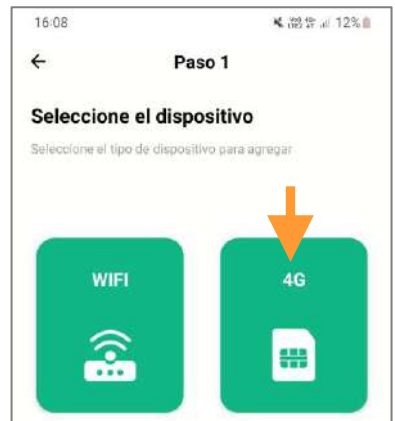 16:08
12%
Paso 1
Seleccione el dispositivo
Seleccione el tipo de dispositivo para agregar
WIFI
4G